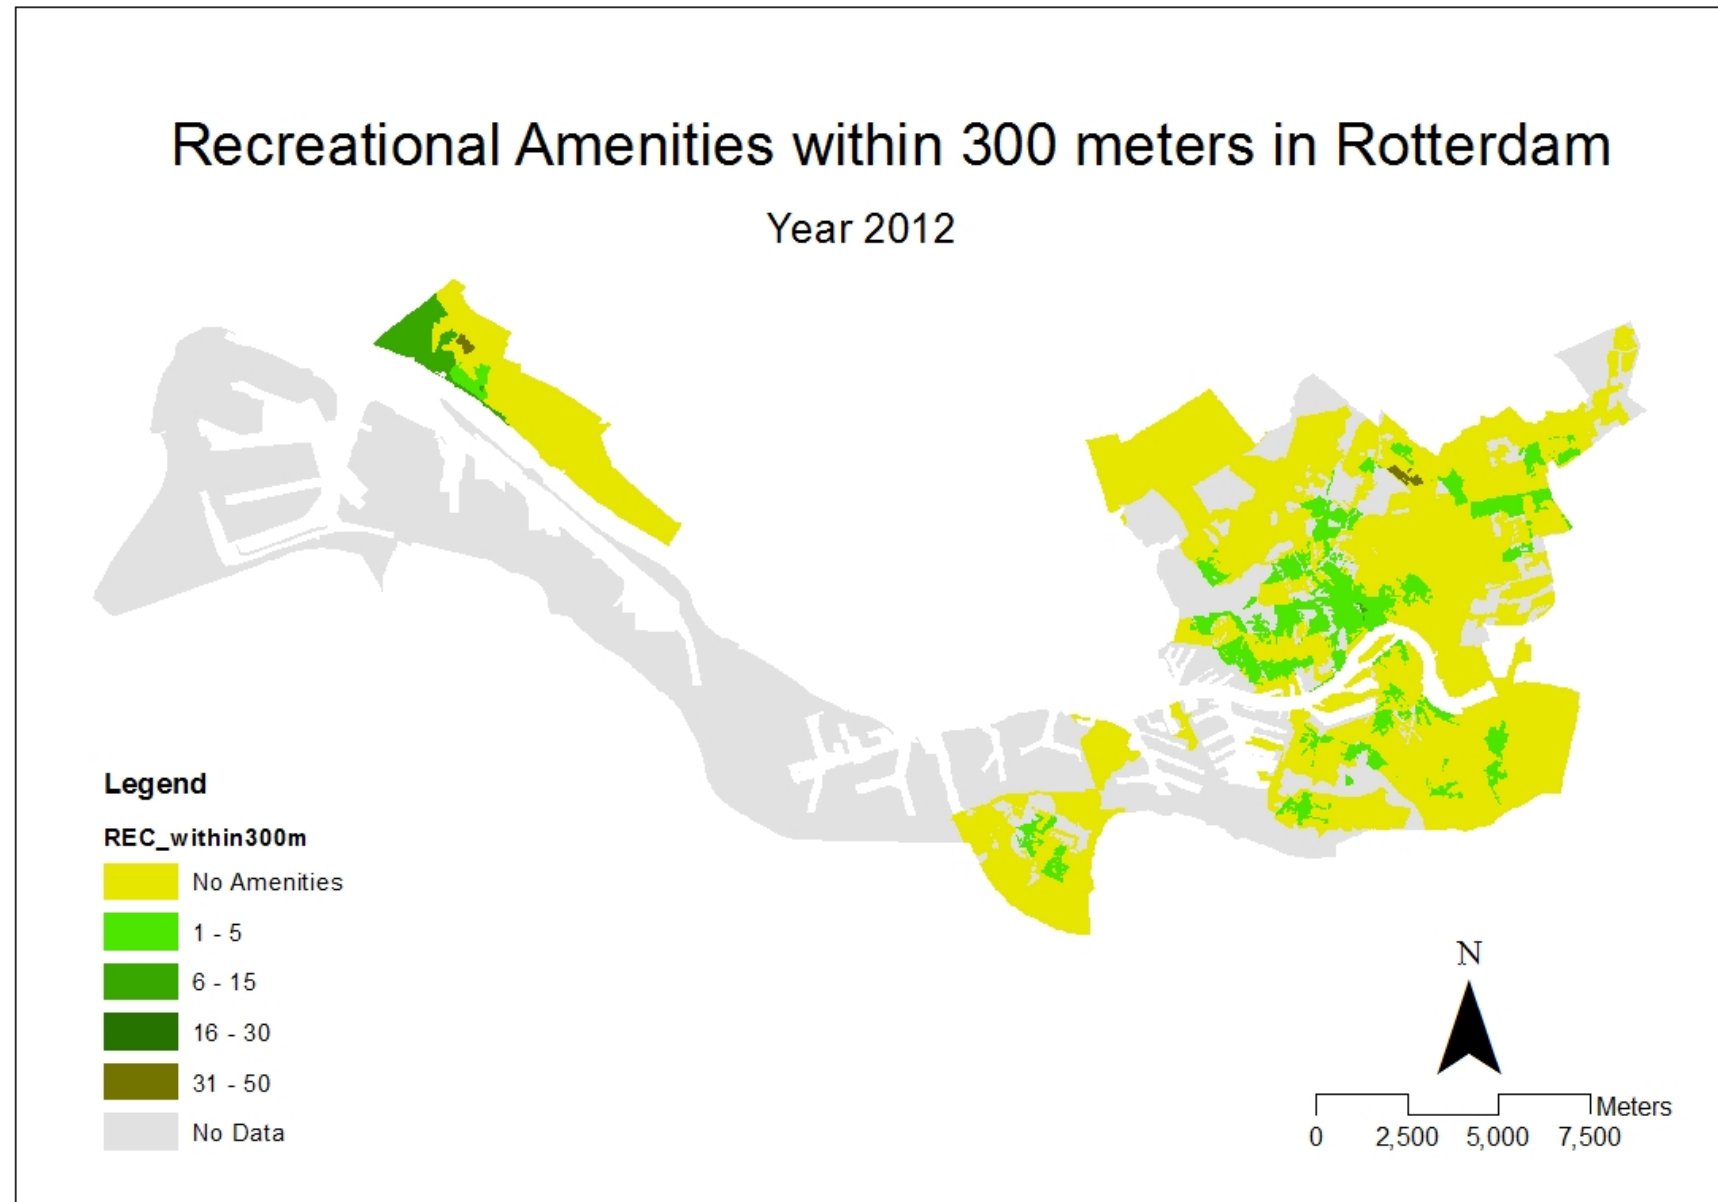 Recreational Amenities within 300 meters in Rotterdam
Year 2012
Legend
REC_within300m
No Amenities
1 - 5
6 - 15
16 - 30
31 - 50
No Data
N
Meters
0 2,500 5,000 7,500